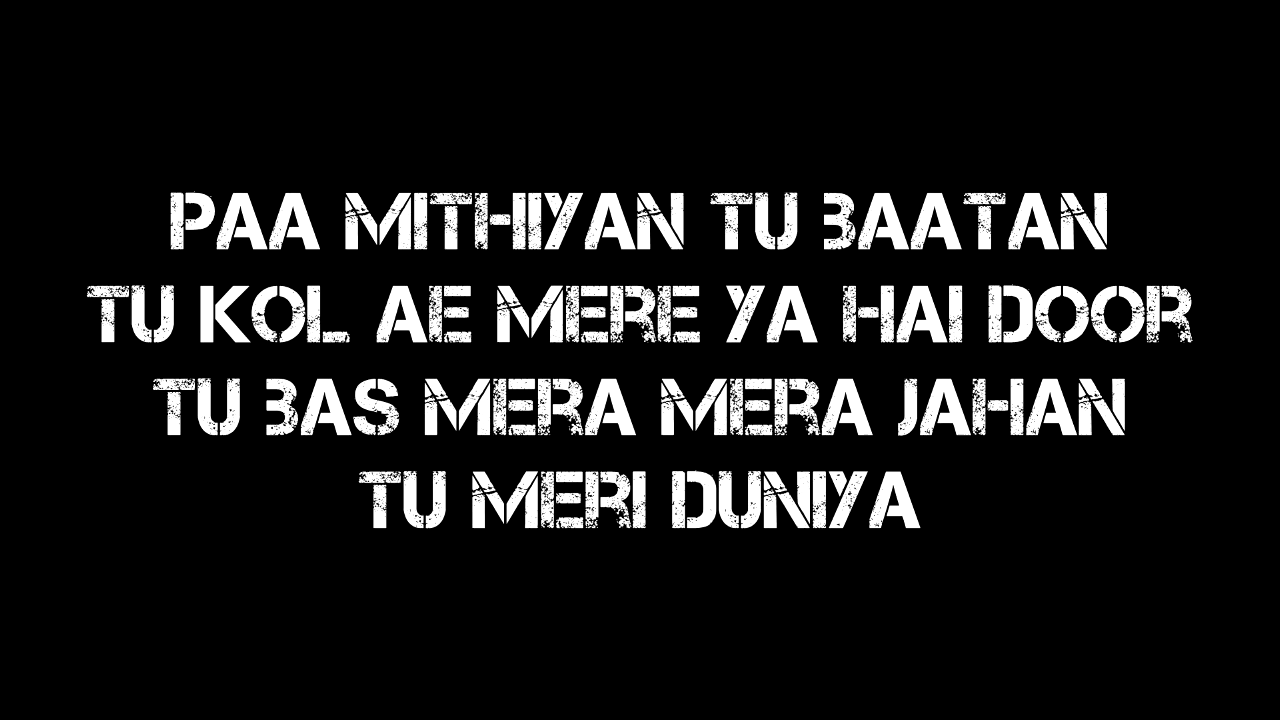 PAA MITHIYAN TU BAATAN
TU KOL AE MERE YA HAI DOOR
TU BAS MERA MERA JAHAN
TU MERI DUNIYA